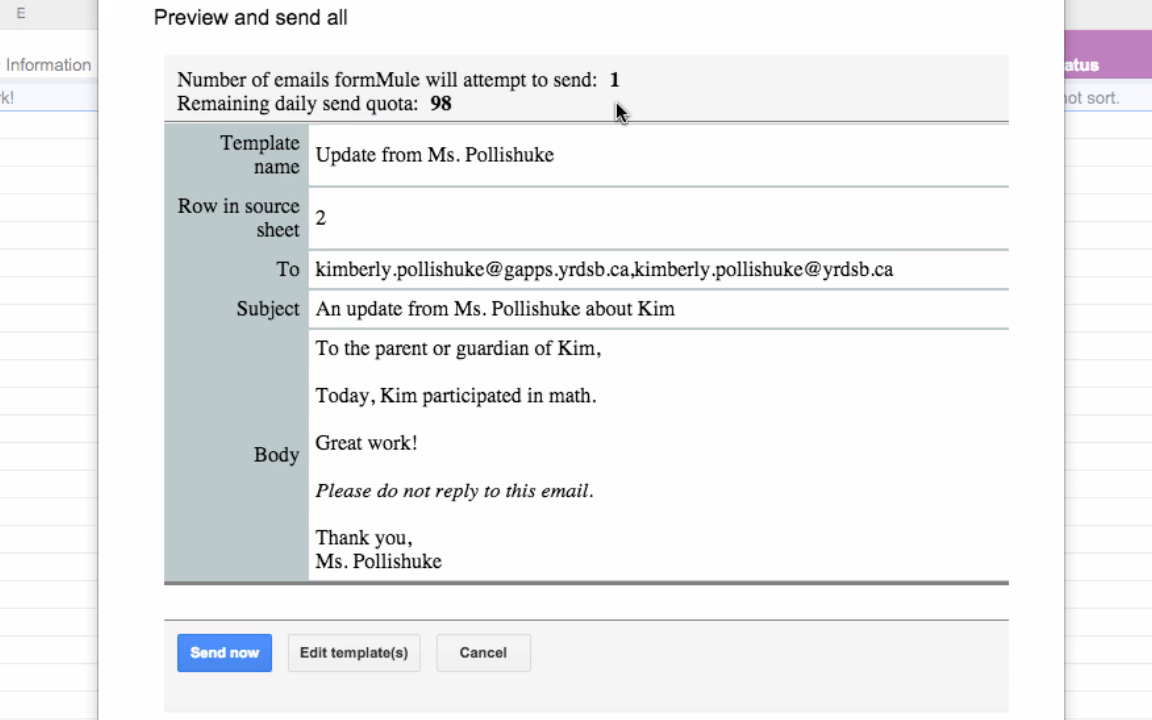 Preview and send all
E
Information
atus
k!
not sort.
Number of emails formMule will attempt to send: 1
Remaining daily send quota: 98
Template
name
Update from Ms. Pollishuke
Row in source
sheet
2
To
kimberly.pollishuke@gapps.yrdsb.ca,kimberly.pollishuke@yrdsb.ca
Subject
An update from Ms. Pollishuke about Kim
Body
To the parent or guardian of Kim,
Today, Kim participated in math.
Great work!
Please do not reply to this email.
Thank you,
Ms. Pollishuke
Send now
Edit template(s)
Cancel